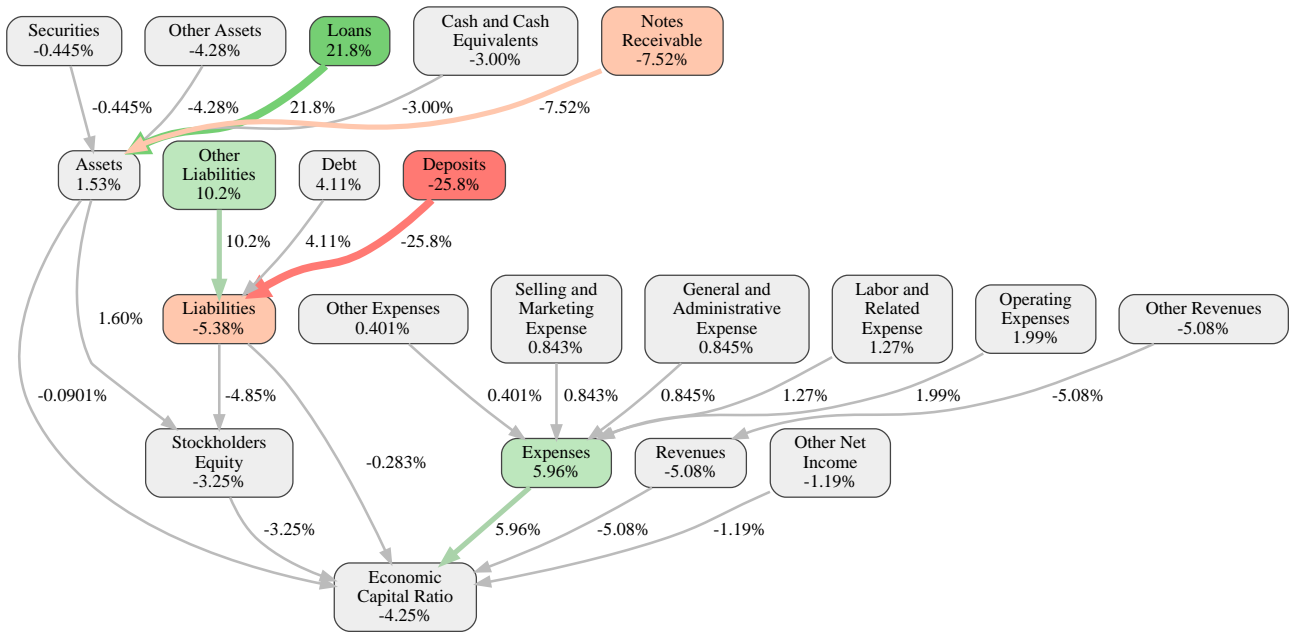 Securities
-0.445%
Other Assets
-4.28%
Loans
21.8%
Cash and Cash
Equivalents
-3.00%
Notes
Receivable
-7.52%
-0.445%
-4.28%
21.8%
-3.00%
-7.52%
Assets
1.53%
Other
Liabilities
10.2%
Debt
4.11%
Deposits
-25.8%
10.2%
4.11%
-25.8%
Liabilities
-5.38%
Other Expenses
0.401%
Selling and
Marketing
Expense
0.843%
General and
Administrative
Expense
0.845%
Labor and
Related
Expense
1.27%
Operating
Expenses
1.99%
Other Revenues
-5.08%
1.60%
-0.0901%
-4.85%
0.401%
0.843%
0.845%
1.27%
1.99%
-5.08%
Stockholders
Equity
-3.25%
-0.283%
Expenses
5.96%
Revenues
-5.08%
Other Net
Income
-1.19%
-3.25%
5.96%
-5.08%
-1.19%
Economic
Capital Ratio
-4.25%